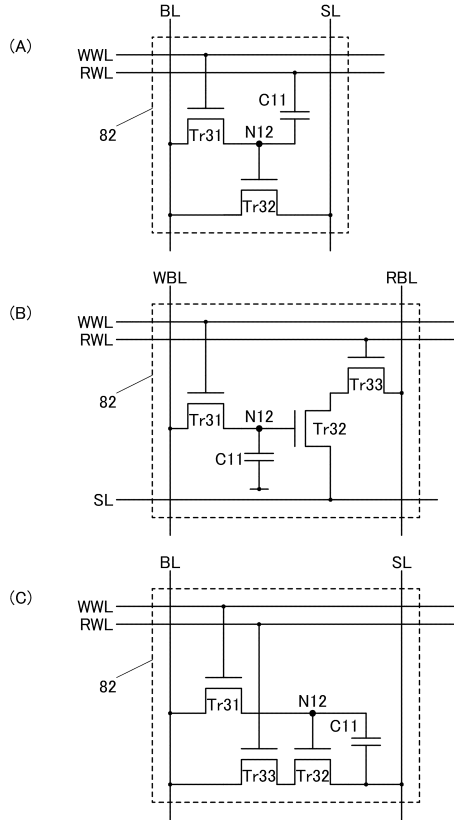 BL SL
(A)
WWL
RWL
C11
82 Tr31 N12
Tr32
WBL RBL
(B)
WWL
RWL
Tr33
82 Tr31 N12 Tr32
C11
SL
BL SL
(C)
WWL
RWL
82 Tr31 N12
C11
Tr33 Tr32